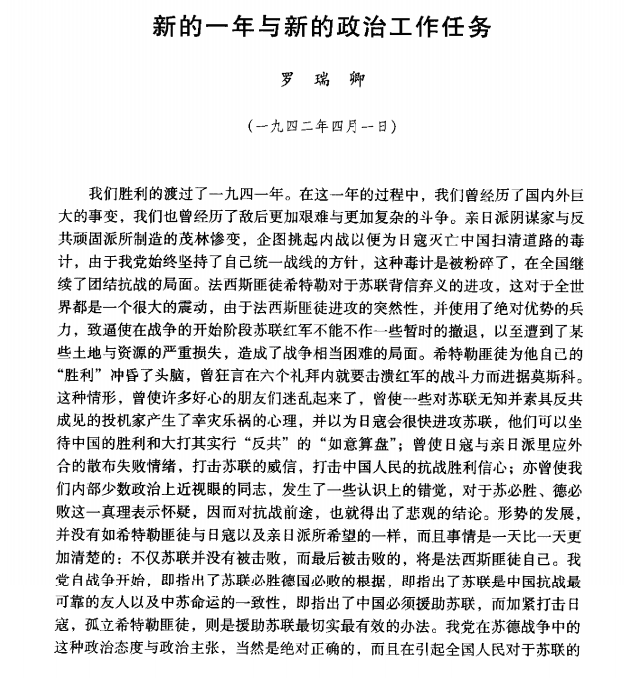 新的一年与新的政治工作任务
罗瑞卿
(一九四二年四月一日)
我们胜利的渡过了一九四一年。在这一年的过程中，我们曾经历了国内外巨
大的事变，我们也曾经历了敌后更加艰难与更加复杂的斗争。亲日派阴谋家与反
共顽固派所制造的茂林惨变，企图挑起内战以便为日寇灭亡中国扫清道路的毒
计，由于我党始终坚持了自己统一战线的方针，这种毒计是被粉碎了，在全国继
续了团结抗战的局面。法西斯匪徒希特勒对于苏联背信弃义的进攻，这对于全世
界都是一个很大的震动，由于法西斯匪徒进攻的突然性，并使用了绝对优势的兵
力，致逼使在战争的开始阶段苏联红军不能不作一些暂时的撤退，以至遭到了某
些土地与资源的严重损失，造成了战争相当困难的局面。希特勒匪徒为他自己的
“胜利”冲昏了头脑，曾狂言在六个礼拜内就要击溃红军的战斗力而进据莫斯科。
这种情形，曾使许多好心的朋友们迷乱起来了，曾使一些对苏联无知并素具反共
成见的投机家产生了幸灾乐祸的心理，并以为日寇会很快进攻苏联，他们可以坐
待中国的胜利和大打其实行“反共”的“如意算盘”；曾使日寇与亲日派里应外
合的散布失败情绪，打击苏联的威信，打击中国人民的抗战胜利信心；亦曾使我
们内部少数政治上近视眼的同志，发生了一些认识上的错觉，对于苏必胜、德必
败这一真理表示怀疑，因而对抗战前途，也就得出了悲观的结论。形势的发展，
并没有如希特勒匪徒与日寇以及亲日派所希望的一样，而且事情是一天比一天更
加清楚的：不仅苏联并没有被击败，而最后被击败的，将是法西斯匪徒自己。我
党自战争开始，即指出了苏联必胜德国必败的根据，即指出了苏联是中国抗战最
可靠的友人以及中苏命运的一致性，即指出了中国必须援助苏联，而加紧打击日
寇，孤立希特勒匪徒，则是援助苏联最切实最有效的办法。我党在苏德战争中的
这种政治态度与政治主张，当然是绝对正确的，而且在引起全国人民对于苏联的